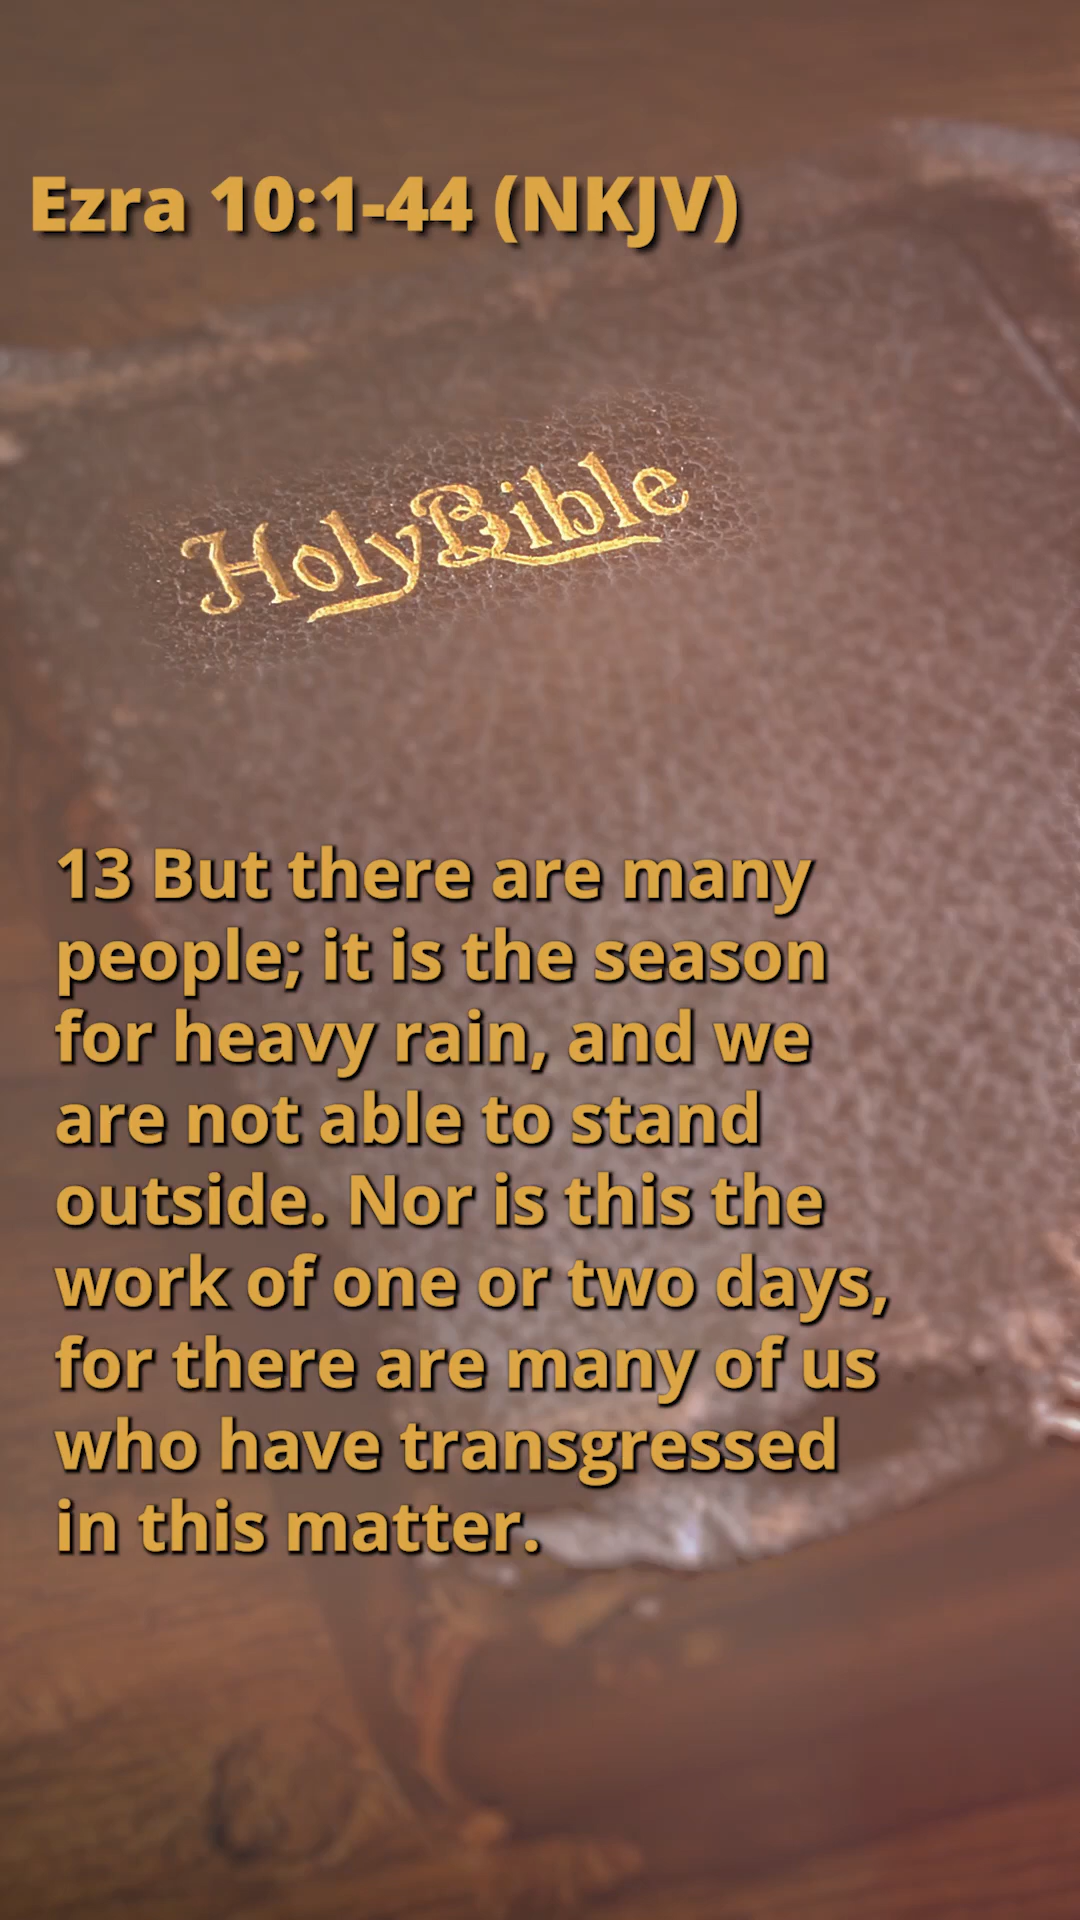 Ezra 10:1-44 (NKJV)
Holy Bible
13 But there are many
people; it is the season
for heavy rain, and we
are not able to stand
outside. Nor is this the
work of one or two days,
for there are many of us
who have transgressed
in this matter.